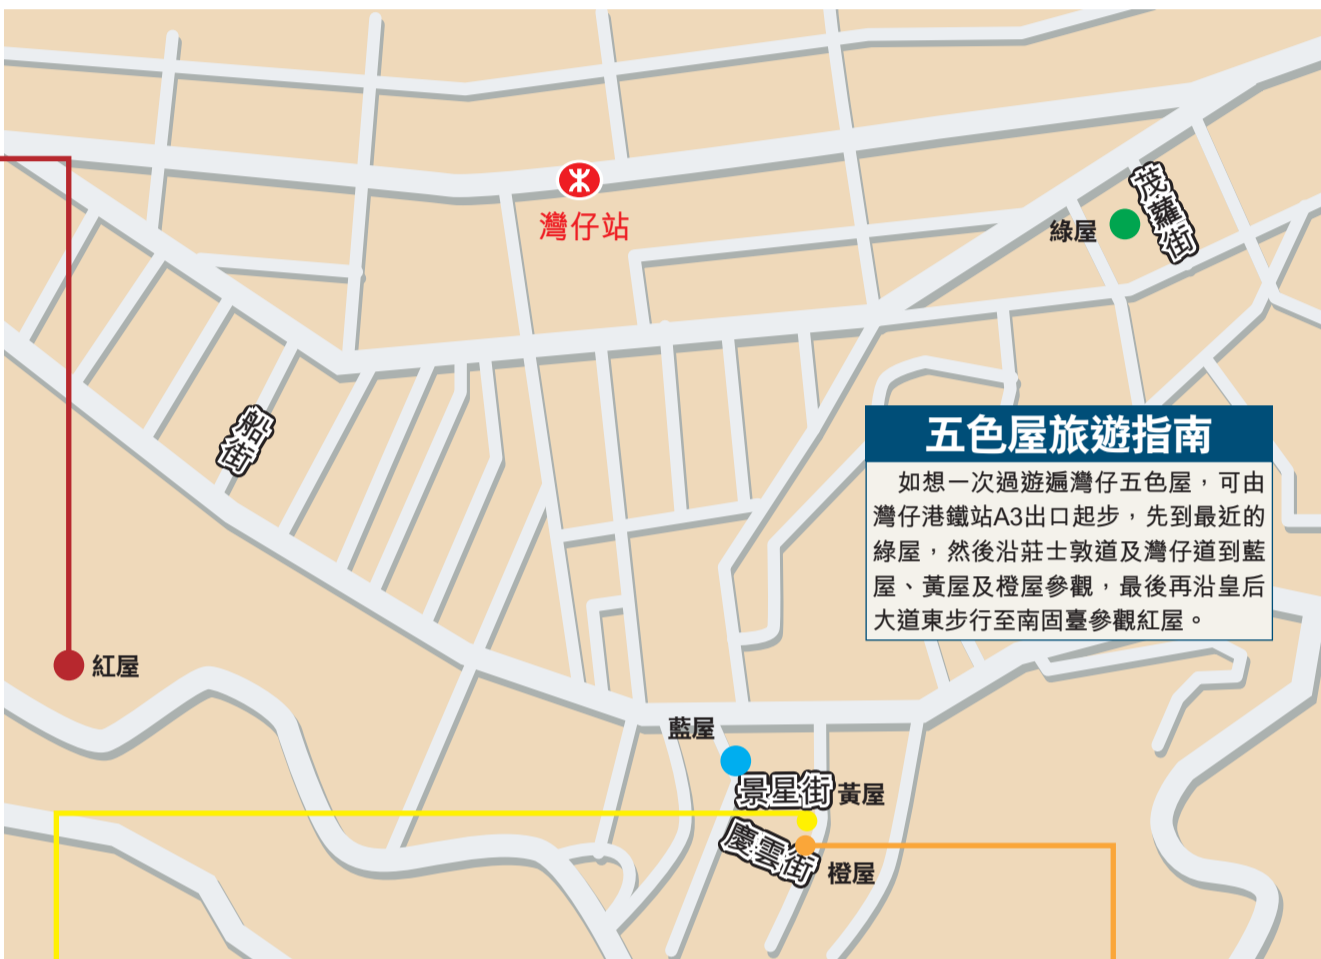 灣仔站
茂蘿街
綠屋
船街
五色屋旅遊指南
如想一次過遊遍灣仔五色屋，可由
灣仔港鐵站A3出口起步，先到最近的
綠屋，然後沿莊士敦道及灣仔道到藍
屋、黃屋及橙屋參觀，最後再沿皇后
大道東步行至南固臺參觀紅屋。
紅屋
藍屋
景星街
黃屋
慶雲街
橙屋